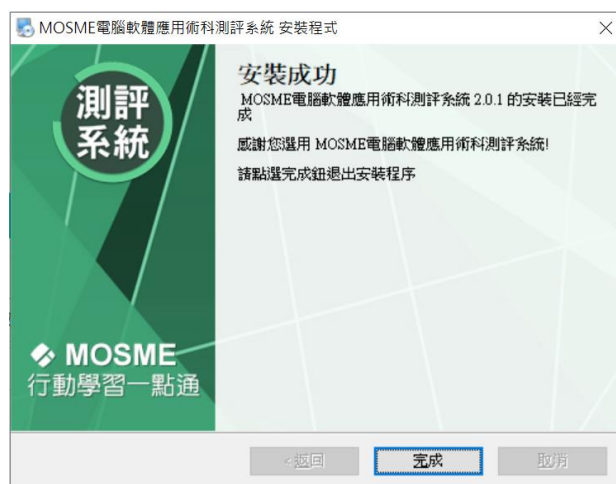 MOSME電腦軟體應用術科測評系統 安裝程式
測評
系統
安裝成功
MOSME電腦軟體應用術科測評系統 2.0.1 的安裝已經完
成
感謝您選用 MOSME電腦軟體應用術科測評系統!
請點選完成鈕退出安裝程序
MOSME
行動學習一點通
<返回
完成
取消